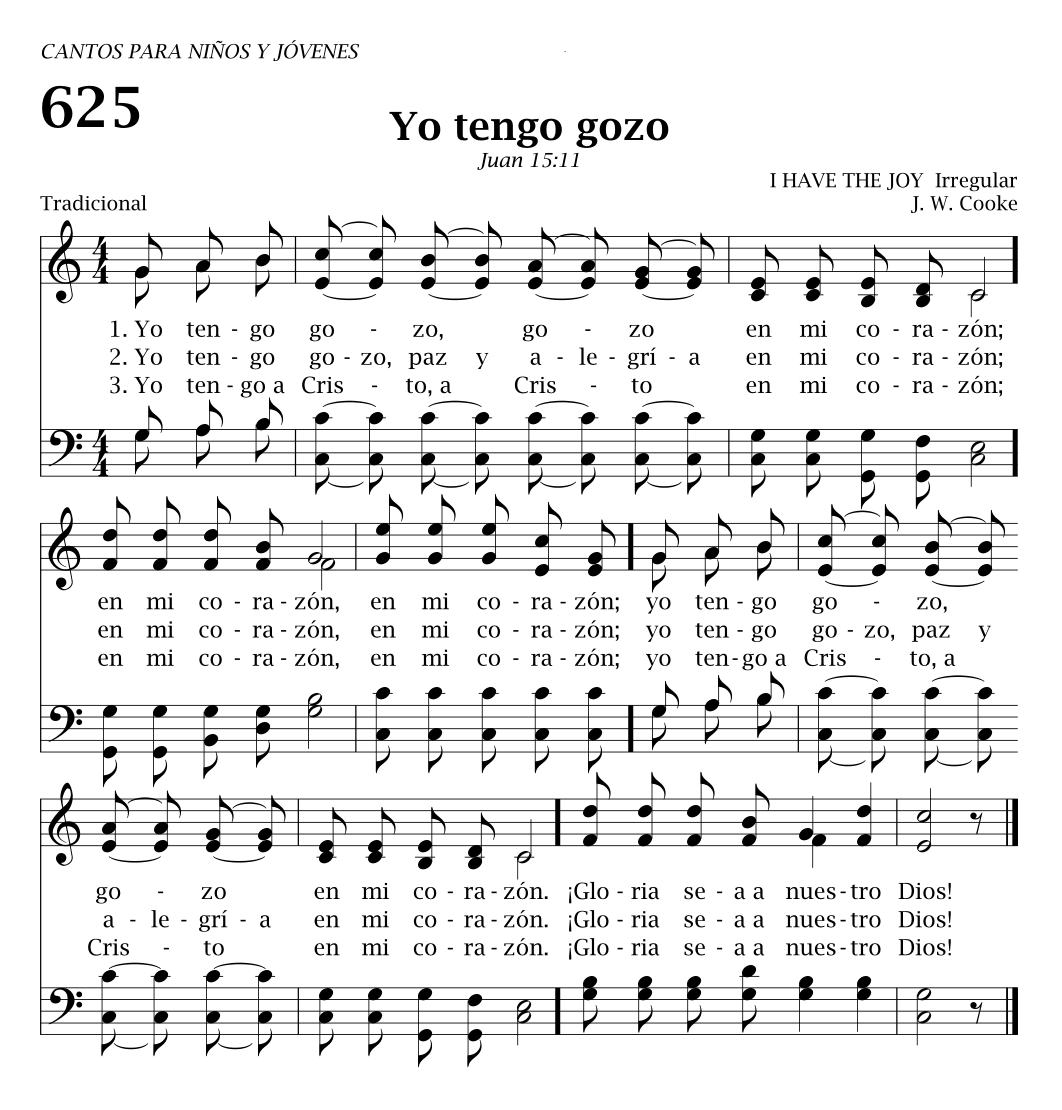 CANTOS PARA NIÑOS Y JÓVENES
625
Yo tengo gozo
Juan 15:11
I HAVE THE JOY Irregular
Tradicional
J. W. Cooke
4
4
1. Yo ten - go go - zo, go - zo en mi co - ra - zón;
2. Yo ten - go go - zo, paz y a - le - grí - a en mi co - ra - zón;
3. Yo ten - go a Cris - to, a Cris - to en mi co - ra - zón;
4
4
en mi co - ra - zón, en mi co - ra - zón; yo ten - go go - zo,
en mi co - ra - zón, en mi co - ra - zón; yo ten - go go - zo, paz y
en mi co - ra - zón, en mi co - ra - zón; yo ten - go a Cris - to, a
go - zo en mi co - ra - zón. ¡Glo - ria se - a a nues - tro Dios!
a - le - grí - a en mi co - ra - zón. ¡Glo - ria se - a a nues - tro Dios!
Cris - to en mi co - ra - zón. ¡Glo - ria se - a a nues - tro Dios!